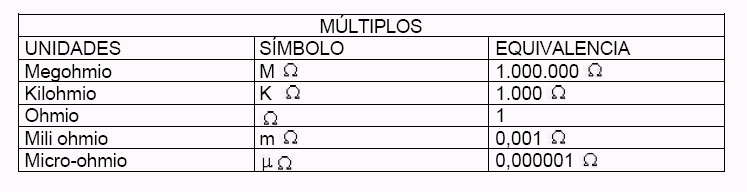 MÚLTIPLOS
UNIDADES SÍMBOLO EQUIVALENCIA
Megohmio M Ω 1.000.000 Ω
Kilohmio K Ω 1.000 Ω
Ohmio Ω 1
Mili ohmio m Ω 0,001 Ω
Micro-ohmio µ Ω 0,000001 Ω